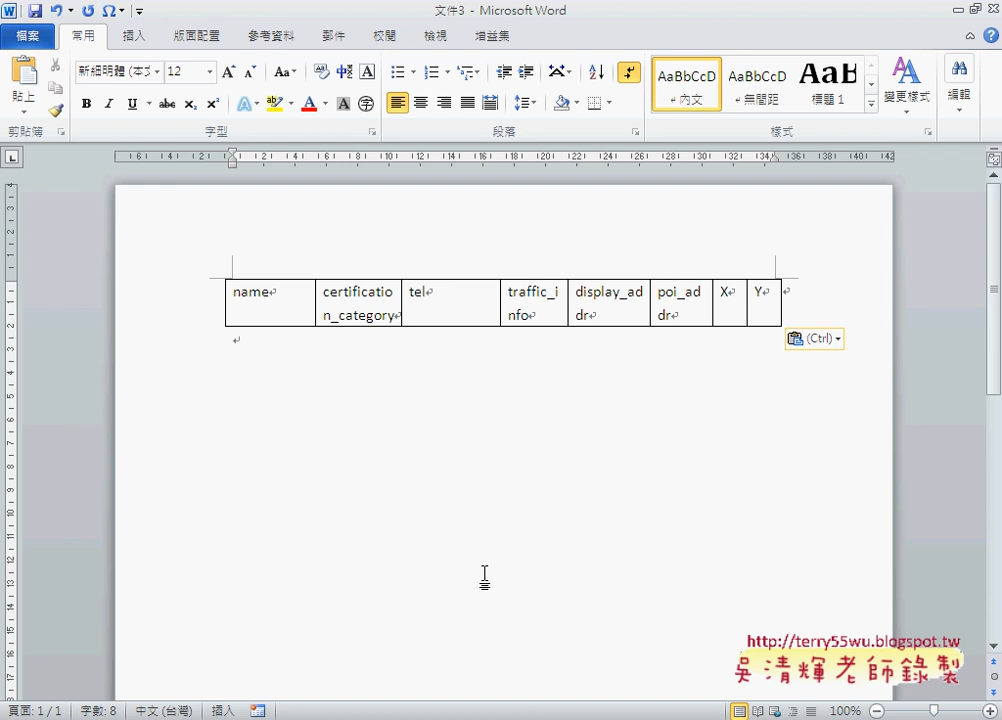 文件3 - Microsoft Word
檔案 常用 插入 版面配置 參考資料 郵件 校閱 檢視 增益集
貼上 新細明體 (本文 12 AaBbCcD AaBbCcD AaB 變更樣式 編輯
內文 無間距 標題 1
剪貼簿 字型 段落 樣式
name certificatio tel traffic_i display_ad poi_ad X Y
n_category nfo dr dr
(Ctrl)
http://terry55wu.blogspot.tw
吳清輝老師錄製
頁面: 1 / 1 字數: 8 中文 (台灣) 插入 100%